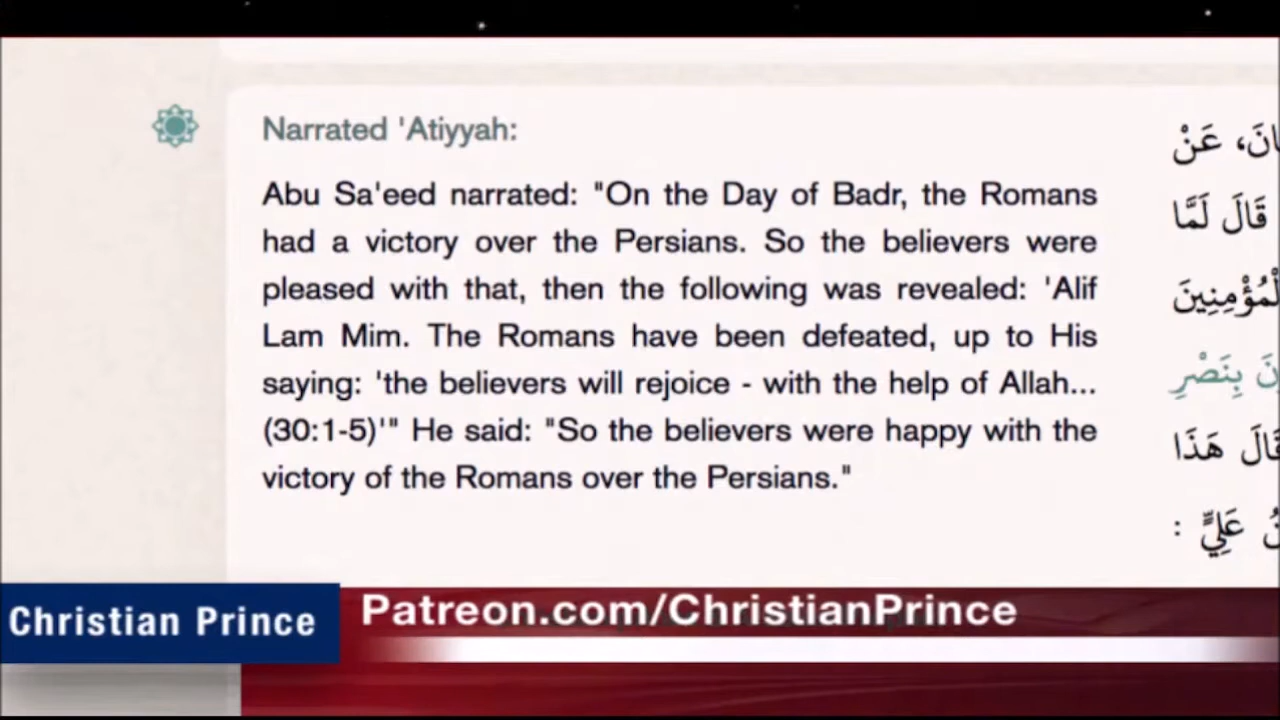 Narrated 'Atiyyah:
Abu Sa'eed narrated: "On the Day of Badr, the Romans
had a victory over the Persians. So the believers were
pleased with that, then the following was revealed: 'Alif
Lam Mim. The Romans have been defeated, up to His
saying: 'the believers will rejoice - with the help of Allah...
(30:1-5)'" He said: "So the believers were happy with the
victory of the Romans over the Persians."
عَنْ
قَالَ لَمَّا
بِنَصْرِ
هَذَا
عَلِيٍّ :
Christian Prince
Patreon.com/ChristianPrince